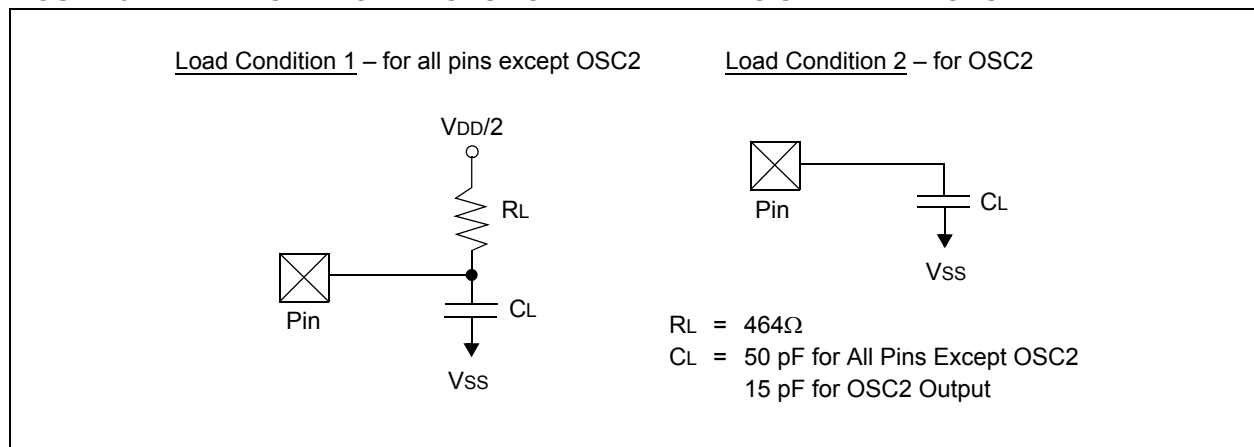 Load Condition 1 – for all pins except OSC2
Load Condition 2 – for OSC2
VDD/2
RL
Pin
CL
VSS
Pin
CL
VSS
RL = 464Ω
CL = 50 pF for All Pins Except OSC2
15 pF for OSC2 Output